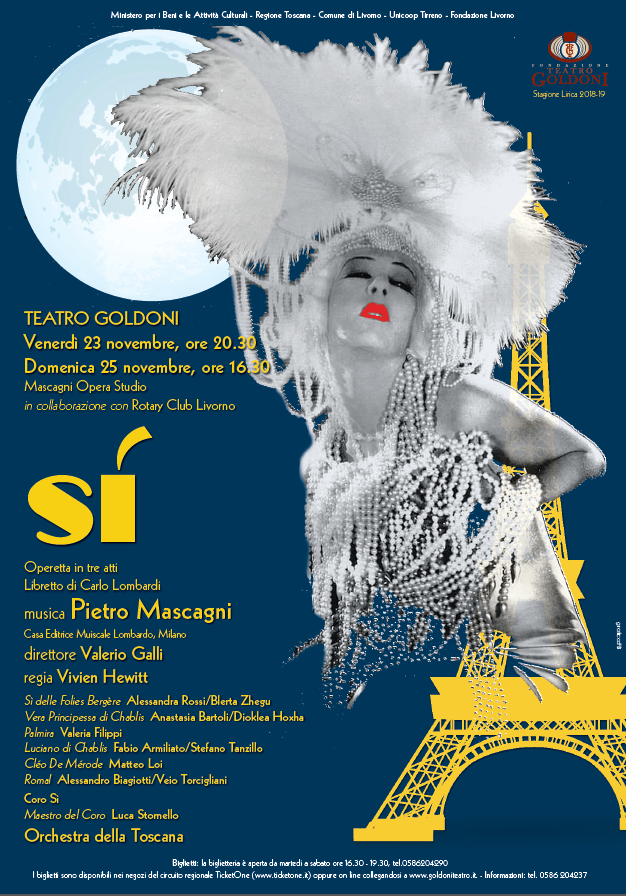 Ministero per i Beni e le Attività Culturali - Regione Toscana - Comune di Livorno - Unicoop Tirreno - Fondazione Livorno
FONDAZIONE
TEATRO
GOLDONI
Stagione Lirica 2018-19
TEATRO GOLDONI
Venerdì 23 novembre, ore 20.30
Domenica 25 novembre, ore 16.30
Mascagni Opera Studio
in collaborazione con Rotary Club Livorno
sí
Operetta in tre atti
Libretto di Carlo Lombardi
musica Pietro Mascagni
Casa Editrice Muiscale Lombardo, Milano
direttore Valerio Galli
regia Vivien Hewitt
Sì delle Folies Bergère Alessandra Rossi/Blerta Zhegu
Vera Principessa di Chablis Anastasia Bartoli/Dioklea Hoxha
Palmira Valeria Filippi
Luciano di Chablis Fabio Armiliato/Stefano Tanzillo
Cléo De Mérode Matteo Loi
Romal Alessandro Biagiotti/Veio Torcigliani
Coro Sì
Maestro del Coro Luca Stornello
Orchestra della Toscana
Biglietti: la biglietteria è aperta da martedì a sabato ore 16.30 - 19.30, tel.0586204290
I biglietti sono disponibili nei negozi del circuito regionale TicketOne (www.ticketone.it) oppure on line collegandosi a www.goldoniteatro.it. - Informazioni: tel. 0586 204237